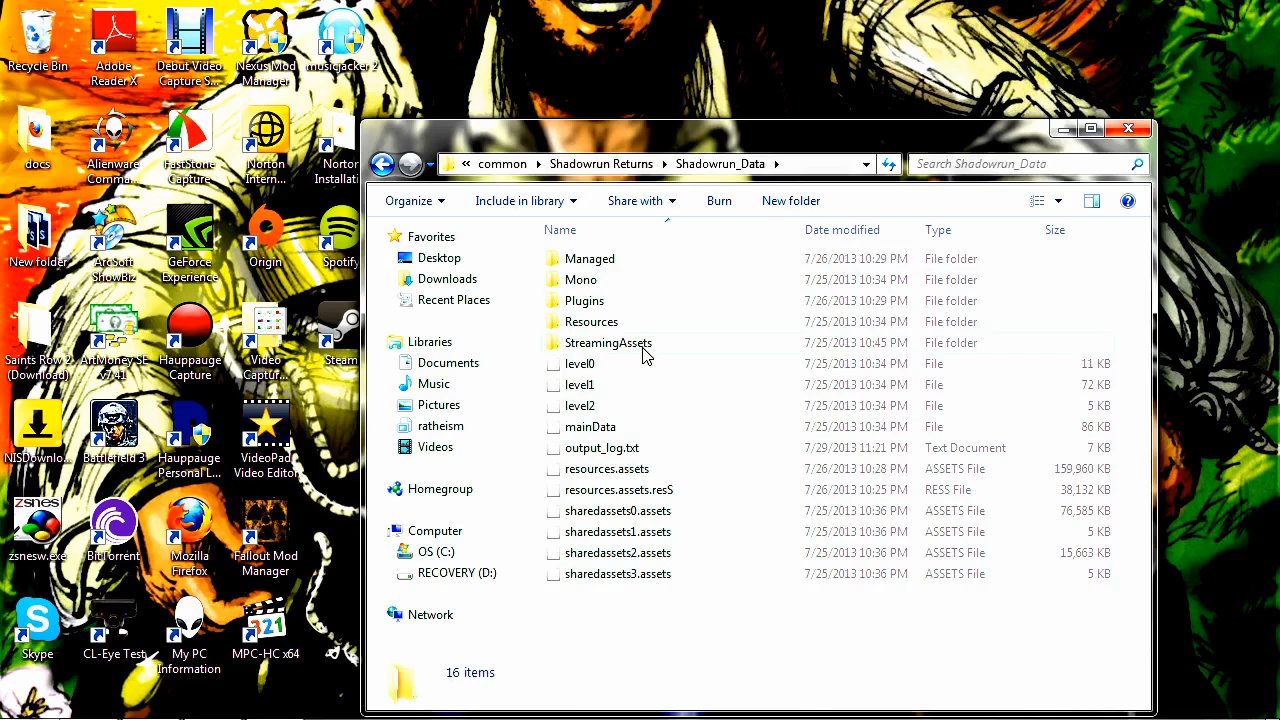 Recycle Bin
Adobe
Reader X
Debut Video
Capture S...
Nexus Mod
Manager
musicjacker 2
docs
Alienware
Comma...
FastStone
Capture
Norton
Intern...
Norton
Installati
New folder
ArcSoft
ShowBiz
GeForce
Experience
Origin
Spotify
Saints Row 2
(Download)
ArtMoney SE
v7.41
Hauppauge
Capture
Video
Captur...
Steam
NISDownlo...
Battlefield 3
Hauppauge
Personal L...
VideoPad
Video Editor
zsnes
zsnesw.exe
BitTorrent
Mozilla
Firefox
Fallout Mod
Manager
Skype
CL-Eye Test
My PC
Information
321
MPC-HC x64
« common Shadowrun Returns Shadowrun_Data
Search Shadowrun_Data
Organize Include in library Share with Burn New folder
Favorites
Desktop
Downloads
Recent Places
Libraries
Documents
Music
Pictures
ratheism
Videos
Homegroup
Computer
OS (C:)
RECOVERY (D:)
Network
Name Date modified Type Size
Managed 7/26/2013 10:29 PM File folder
Mono 7/25/2013 10:34 PM File folder
Plugins 7/26/2013 10:29 PM File folder
Resources 7/25/2013 10:34 PM File folder
StreamingAssets 7/25/2013 10:45 PM File folder
level0 7/25/2013 10:34 PM File 11 KB
level1 7/25/2013 10:34 PM File 72 KB
level2 7/25/2013 10:34 PM File 5 KB
mainData 7/25/2013 10:34 PM File 86 KB
output_log.txt 7/29/2013 11:21 PM Text Document 7 KB
resources.assets 7/26/2013 10:28 PM ASSETS File 159,960 KB
resources.assets.resS 7/26/2013 10:25 PM RESS File 38,132 KB
sharedassets0.assets 7/25/2013 10:36 PM ASSETS File 76,585 KB
sharedassets1.assets 7/25/2013 10:36 PM ASSETS File 5 KB
sharedassets2.assets 7/25/2013 10:36 PM ASSETS File 15,663 KB
sharedassets3.assets 7/25/2013 10:36 PM ASSETS File 5 KB
16 items